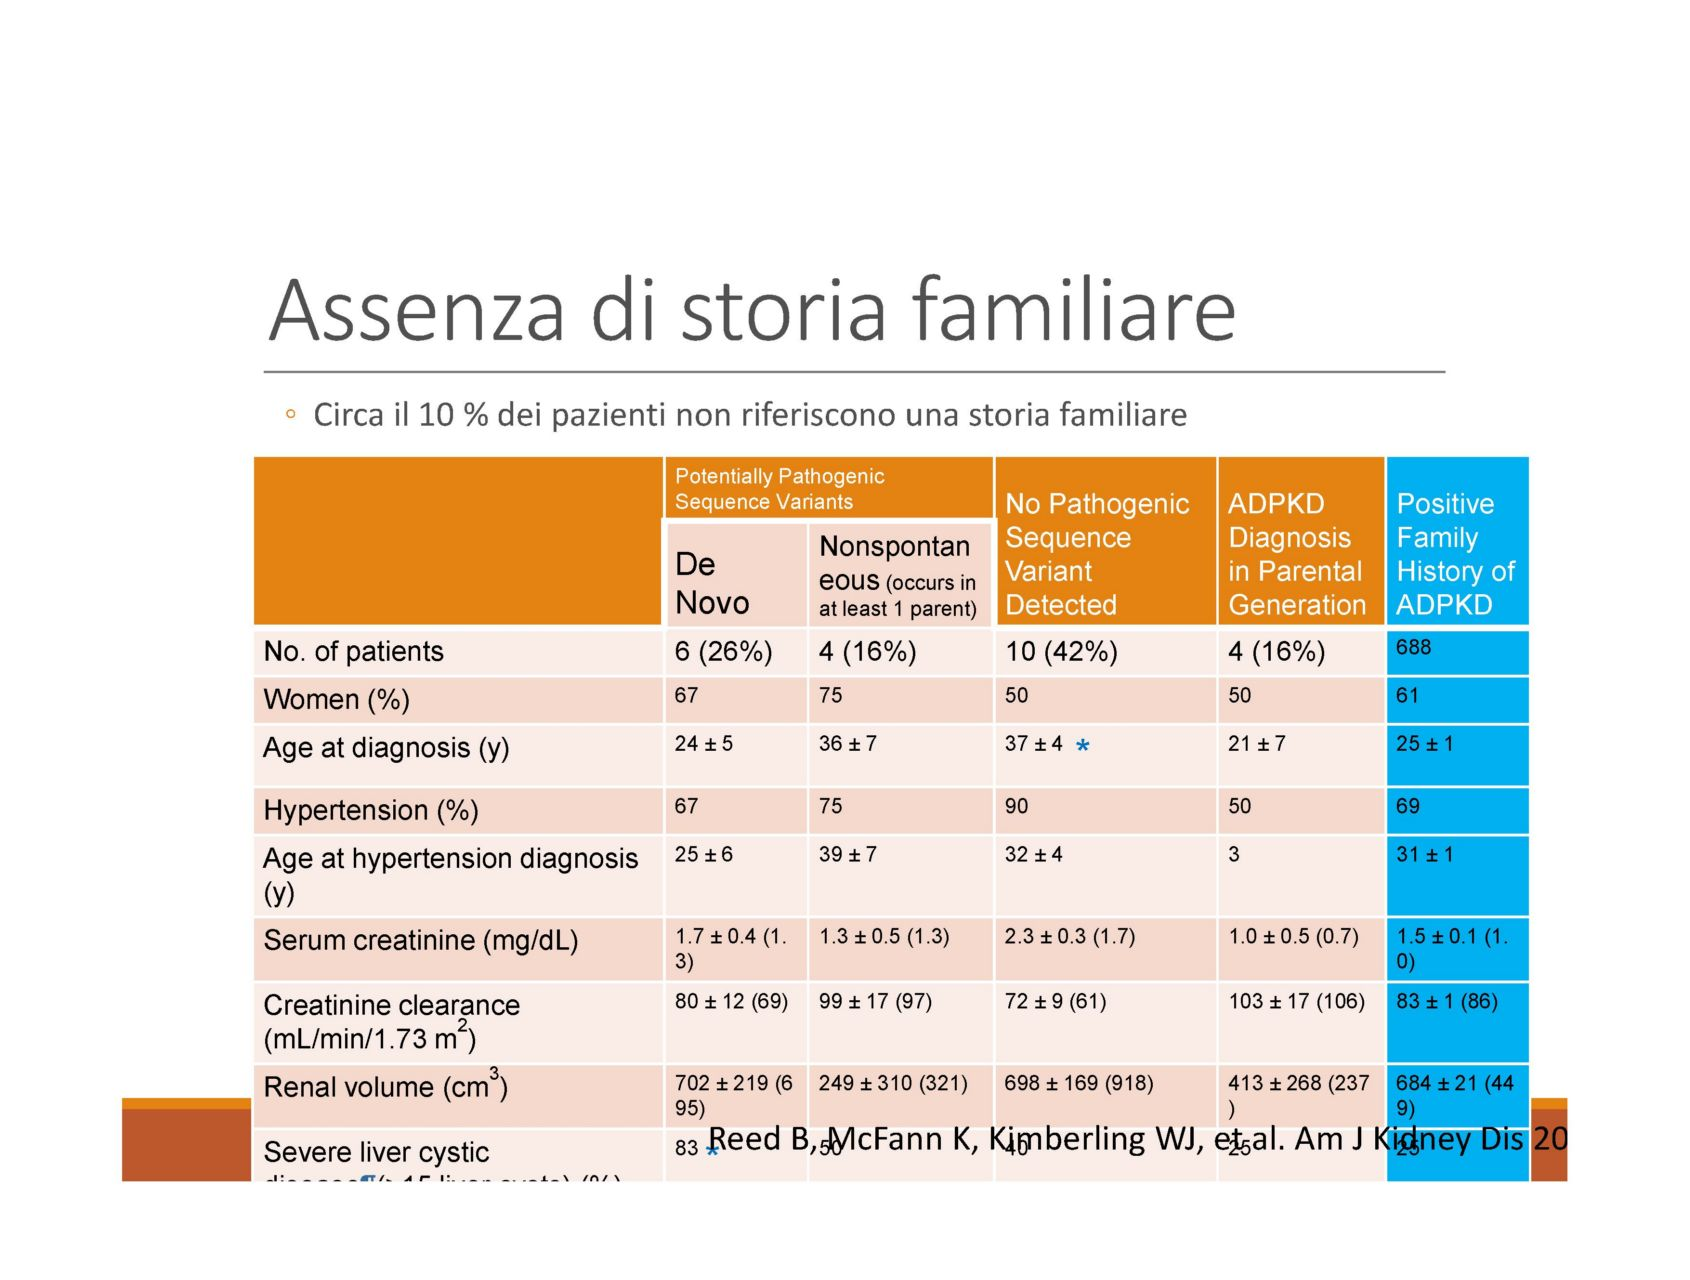 Assenza di storia familiare
◦ Circa il 10 % dei pazienti non riferiscono una storia familiare
Potentially Pathogenic
Sequence Variants
De
Novo
Nonspontan
eous (occurs in
at least 1 parent)
No Pathogenic
Sequence
Variant
Detected
ADPKD
Diagnosis
in Parental
Generation
Positive
Family
History of
ADPKD
No. of patients 6 (26%) 4 (16%) 10 (42%) 4 (16%) 688
Women (%) 67 75 50 50 61
Age at diagnosis (y) 24 ± 5 36 ± 7 37 ± 4 * 21 ± 7 25 ± 1
Hypertension (%) 67 75 90 50 69
Age at hypertension diagnosis
(y) 25 ± 6 39 ± 7 32 ± 4 3 31 ± 1
Serum creatinine (mg/dL) 1.7 ± 0.4 (1.
3) 1.3 ± 0.5 (1.3) 2.3 ± 0.3 (1.7) 1.0 ± 0.5 (0.7) 1.5 ± 0.1 (1.
0)
Creatinine clearance
(mL/min/1.73 m²) 80 ± 12 (69) 99 ± 17 (97) 72 ± 9 (61) 103 ± 17 (106) 83 ± 1 (86)
Renal volume (cm³) 702 ± 219 (6
95) 249 ± 310 (321) 698 ± 169 (918) 413 ± 268 (237
) 684 ± 21 (44
9)
Severe liver cystic 83 * 50 40 25 25
Reed B, McFann K, Kimberling WJ, et al. Am J Kidney Dis 20